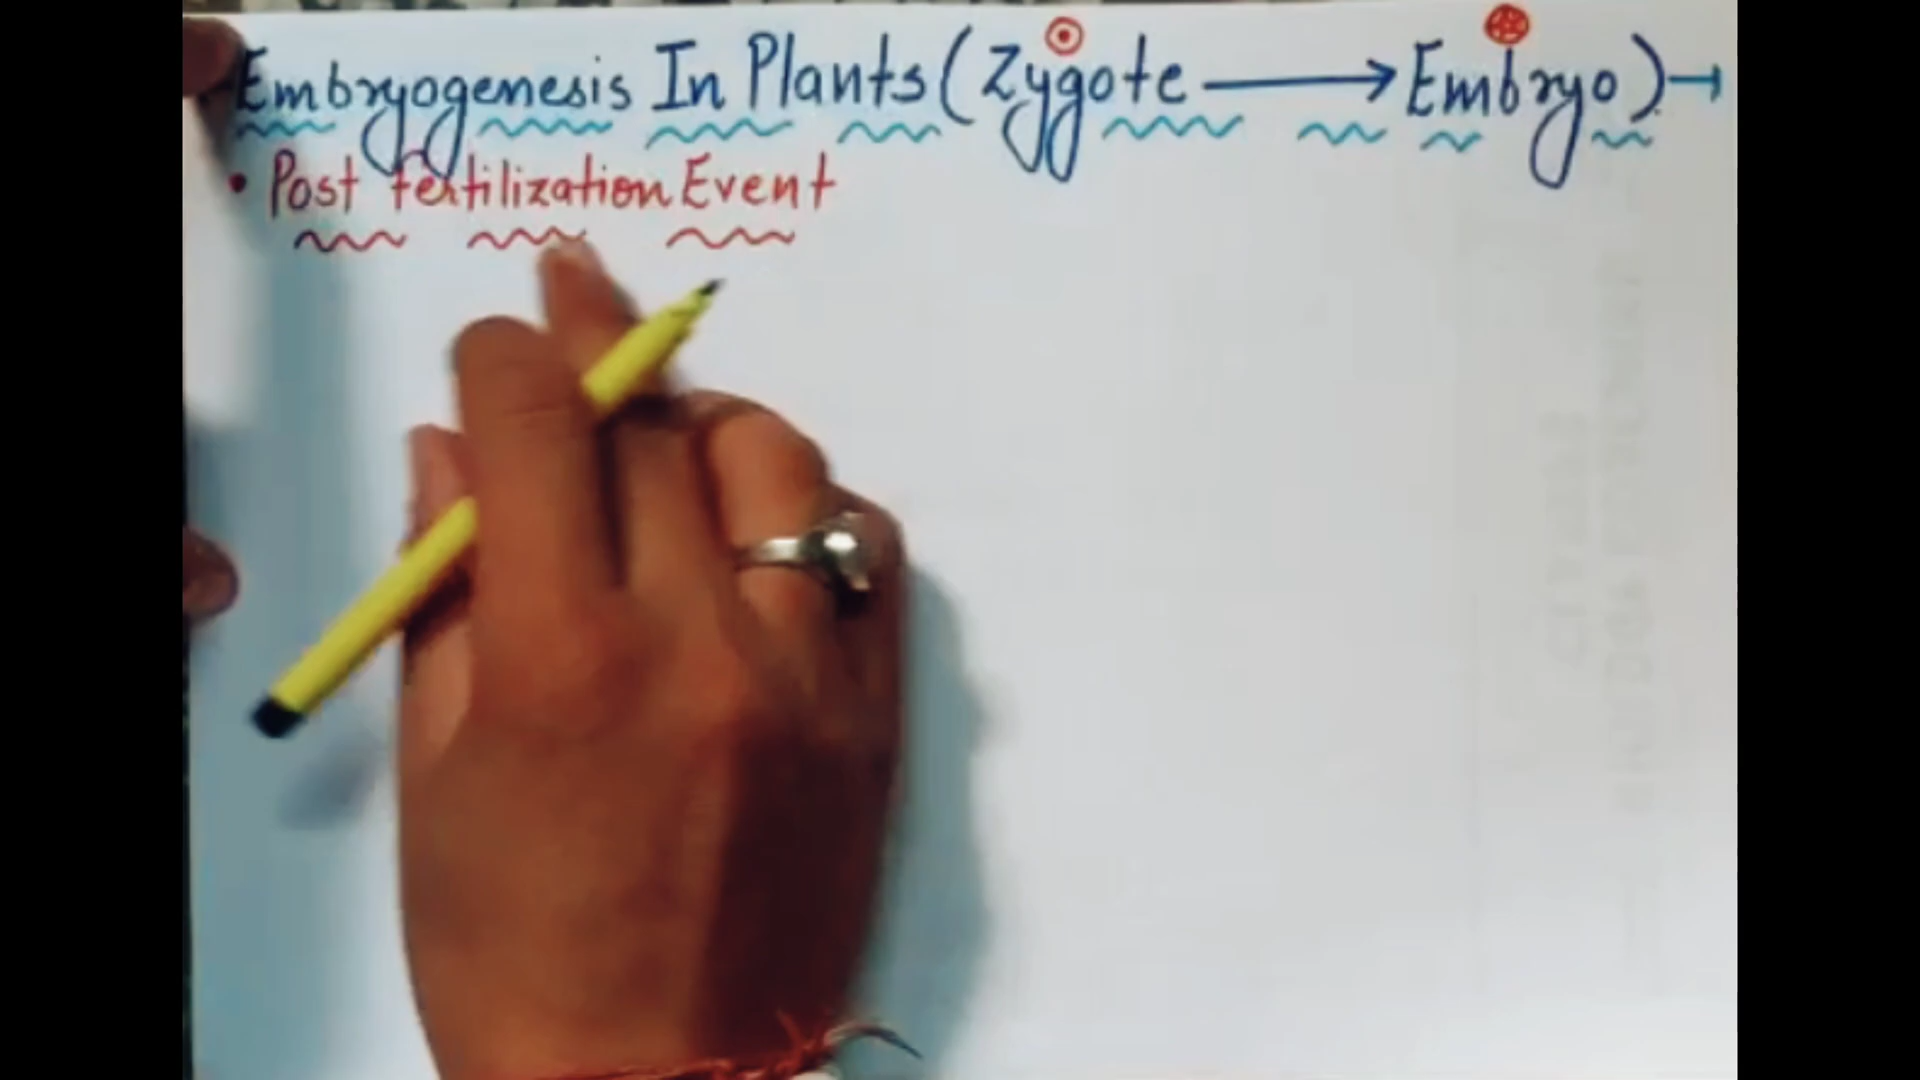 Embryogenesis In Plants (Zygote → Embryo) →
• Post fertilization Event